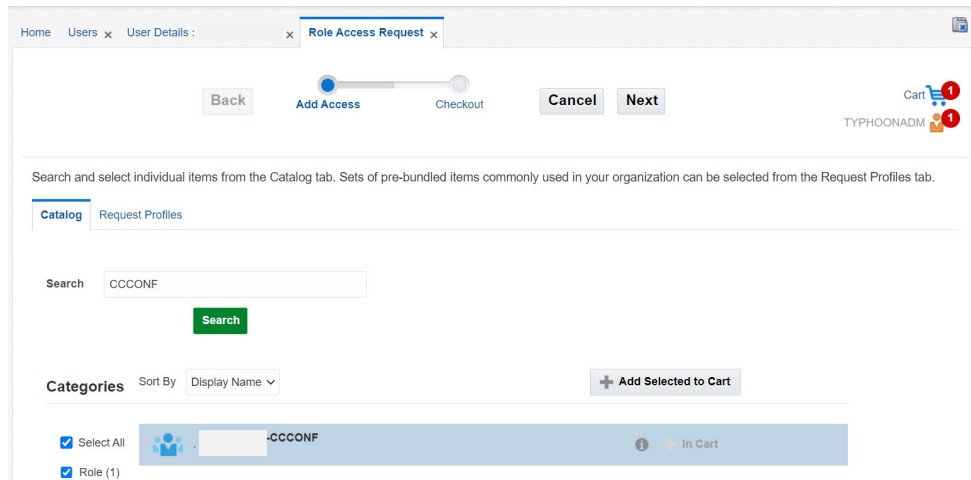 Home Users x User Details : x Role Access Request x
Back Add Access Checkout Cancel Next Cart 1
TYPHOONADM 1
Search and select individual items from the Catalog tab. Sets of pre-bundled items commonly used in your organization can be selected from the Request Profiles tab.
Catalog Request Profiles
Search CCCONF
Search
Categories Sort By Display Name Add Selected to Cart
Select All . -CCCONF In Cart
Role (1)